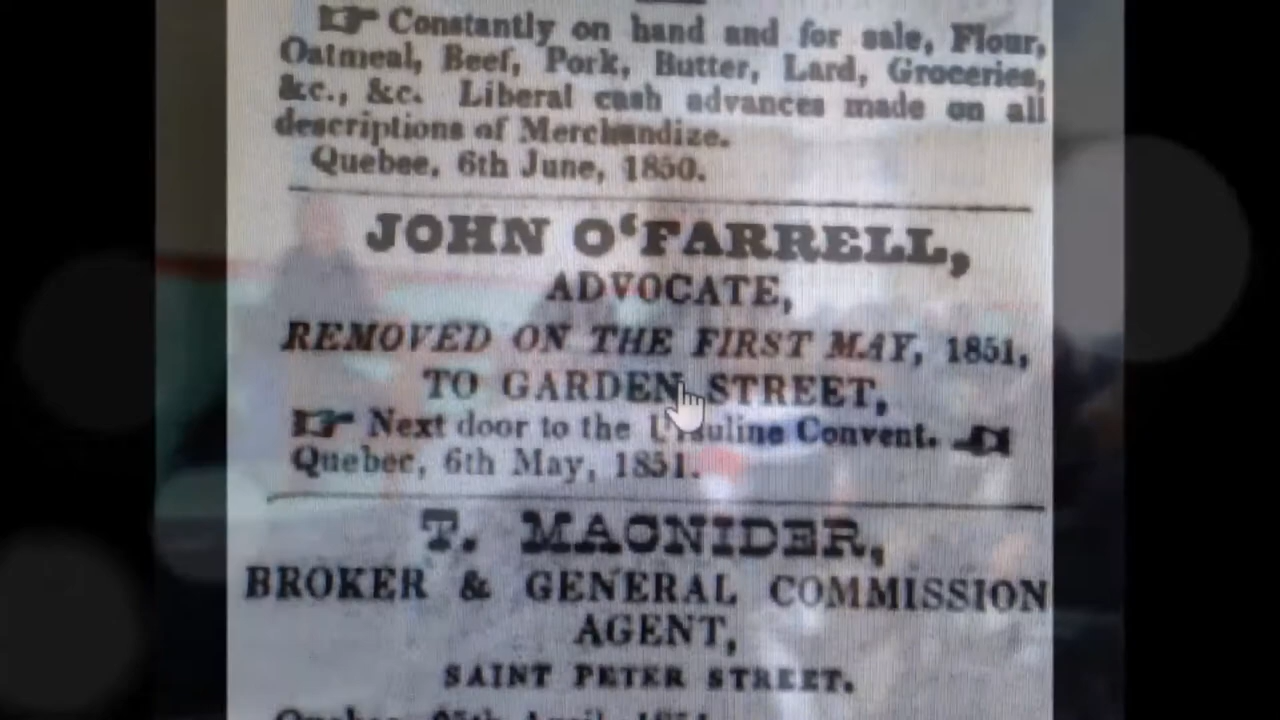 Constantly on hand and for sale, Flour,
Oatmeal, Beef, Pork, Butter, Lard, Groceries,
&c., &c. Liberal cash advances made on all
descriptions of Merchandize.
Quebec, 6th June, 1850.
JOHN O‘FARRELL,
ADVOCATE,
REMOVED ON THE FIRST MAY, 1851,
TO GARDEN STREET,
Next door to the Ursuline Convent.
Quebec, 6th May, 1851.
T. MACNIDER,
BROKER & GENERAL COMMISSION
AGENT,
SAINT PETER STREET.